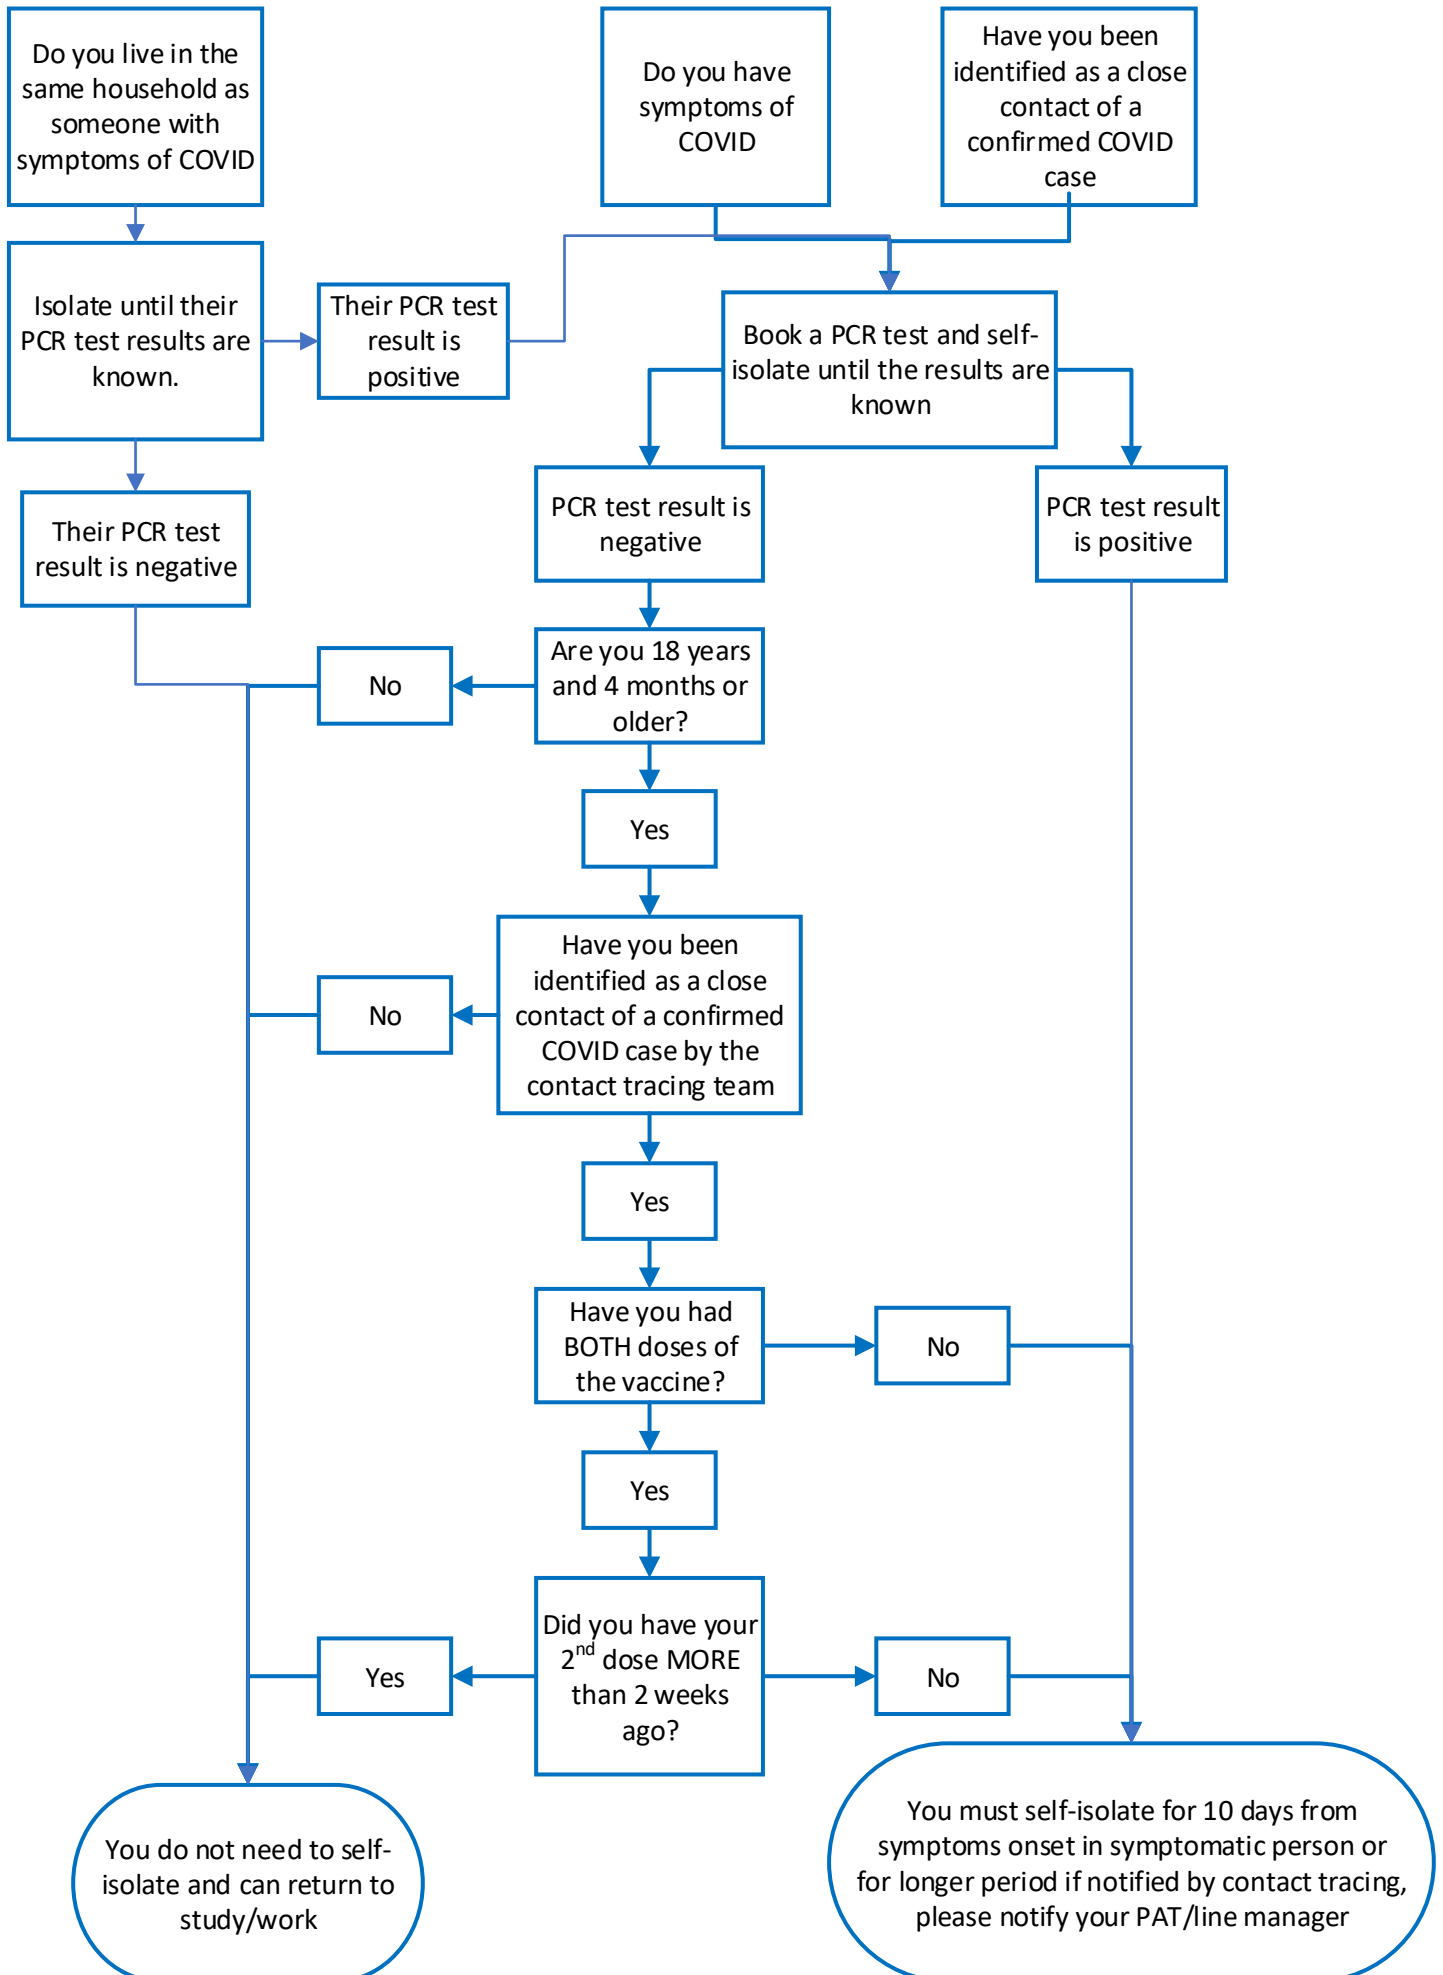 Do you live in the
same household as
someone with
symptoms of COVID
Do you have
symptoms of
COVID
Have you been
identified as a close
contact of a
confirmed COVID
case
Isolate until their
PCR test results are
known.
Their PCR test
result is
positive
Book a PCR test and self-
isolate until the results are
known
Their PCR test
result is negative
PCR test result is
negative
PCR test result
is positive
Are you 18 years
and 4 months or
older?
No
Yes
Have you been
identified as a close
contact of a confirmed
COVID case by the
contact tracing team
No
Yes
Have you had
BOTH doses of
the vaccine?
No
Yes
Did you have your
2nd dose MORE
than 2 weeks
ago?
Yes
No
You do not need to self-
isolate and can return to
study/work
You must self-isolate for 10 days from
symptoms onset in symptomatic person or
for longer period if notified by contact tracing,
please notify your PAT/line manager